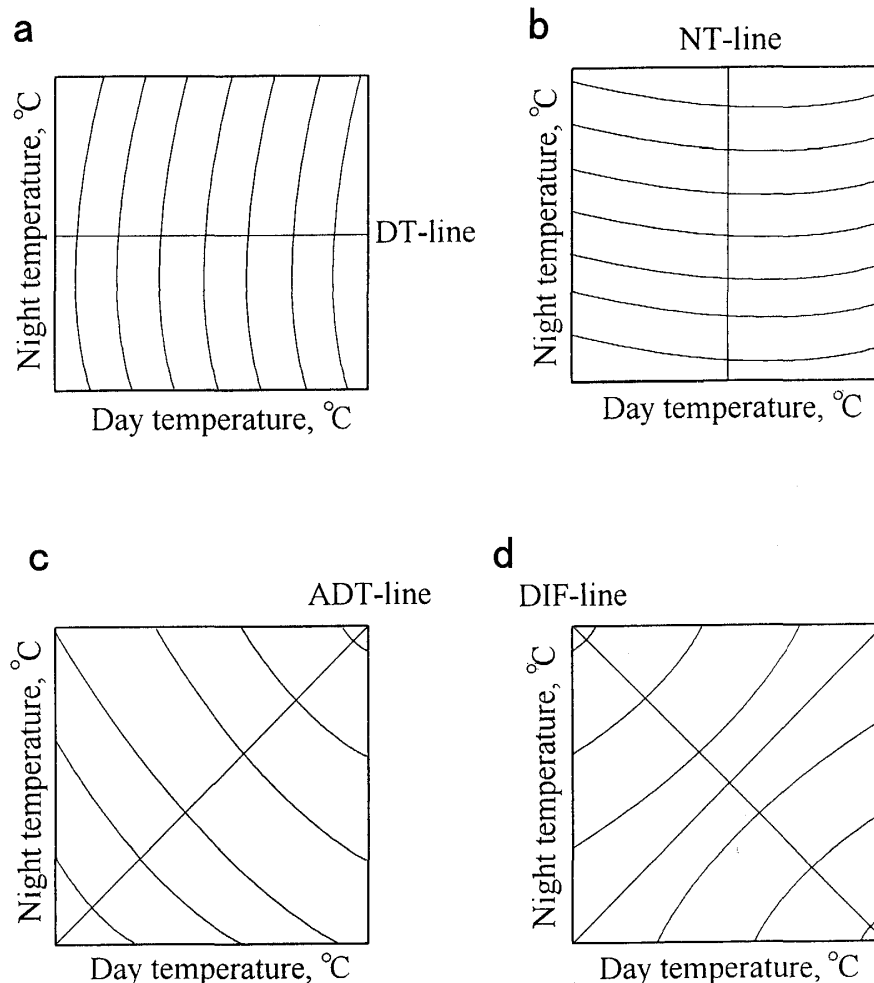 a
Night temperature, °C
DT-line
Day temperature, °C
b
NT-line
Night temperature, °C
Day temperature, °C
c
ADT-line
Night temperature, °C
Day temperature, °C
d
DIF-line
Night temperature, °C
Day temperature, °C